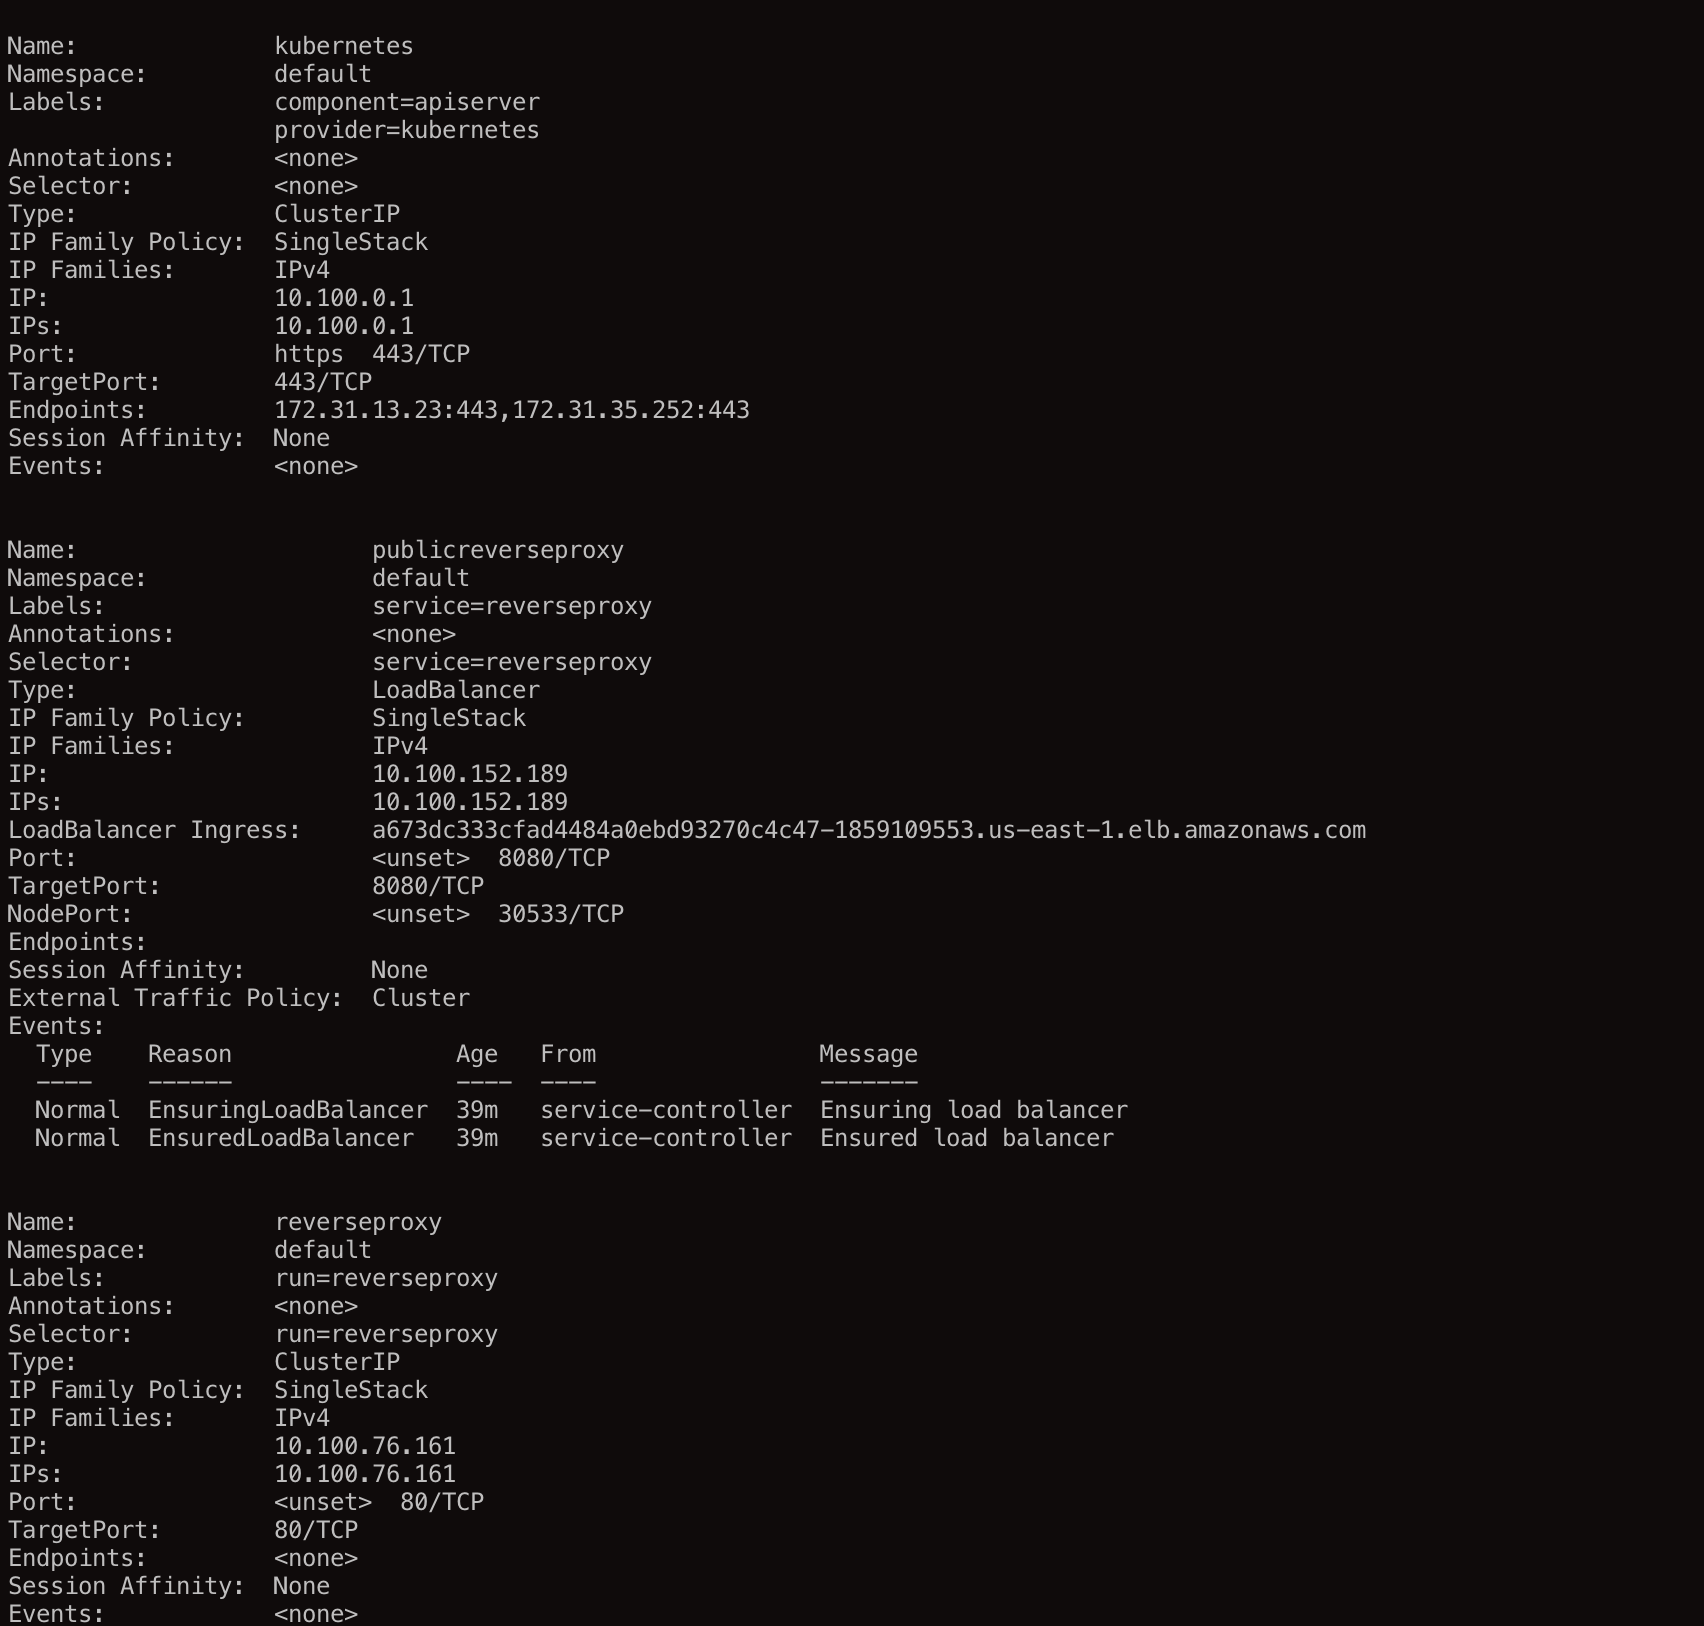 Name:              kubernetes
Namespace:         default
Labels:            component=apiserver
                   provider=kubernetes
Annotations:       <none>
Selector:          <none>
Type:              ClusterIP
IP Family Policy:  SingleStack
IP Families:       IPv4
IP:                10.100.0.1
IPs:               10.100.0.1
Port:              https  443/TCP
TargetPort:        443/TCP
Endpoints:         172.31.13.23:443,172.31.35.252:443
Session Affinity:  None
Events:            <none>
Name:                     publicreverseproxy
Namespace:                default
Labels:                   service=reverseproxy
Annotations:              <none>
Selector:                 service=reverseproxy
Type:                     LoadBalancer
IP Family Policy:         SingleStack
IP Families:              IPv4
IP:                       10.100.152.189
IPs:                      10.100.152.189
LoadBalancer Ingress:     a673dc333cfad4484a0ebd93270c4c47-1859109553.us-east-1.elb.amazonaws.com
Port:                     <unset>  8080/TCP
TargetPort:               8080/TCP
NodePort:                 <unset>  30533/TCP
Endpoints:
Session Affinity:         None
External Traffic Policy:  Cluster
Events:
  Type    Reason                Age   From                Message
  ----    ------                ----  ----                -------
  Normal  EnsuringLoadBalancer  39m   service-controller  Ensuring load balancer
  Normal  EnsuredLoadBalancer   39m   service-controller  Ensured load balancer
Name:              reverseproxy
Namespace:         default
Labels:            run=reverseproxy
Annotations:       <none>
Selector:          run=reverseproxy
Type:              ClusterIP
IP Family Policy:  SingleStack
IP Families:       IPv4
IP:                10.100.76.161
IPs:               10.100.76.161
Port:              <unset>  80/TCP
TargetPort:        80/TCP
Endpoints:         <none>
Session Affinity:  None
Events:            <none>